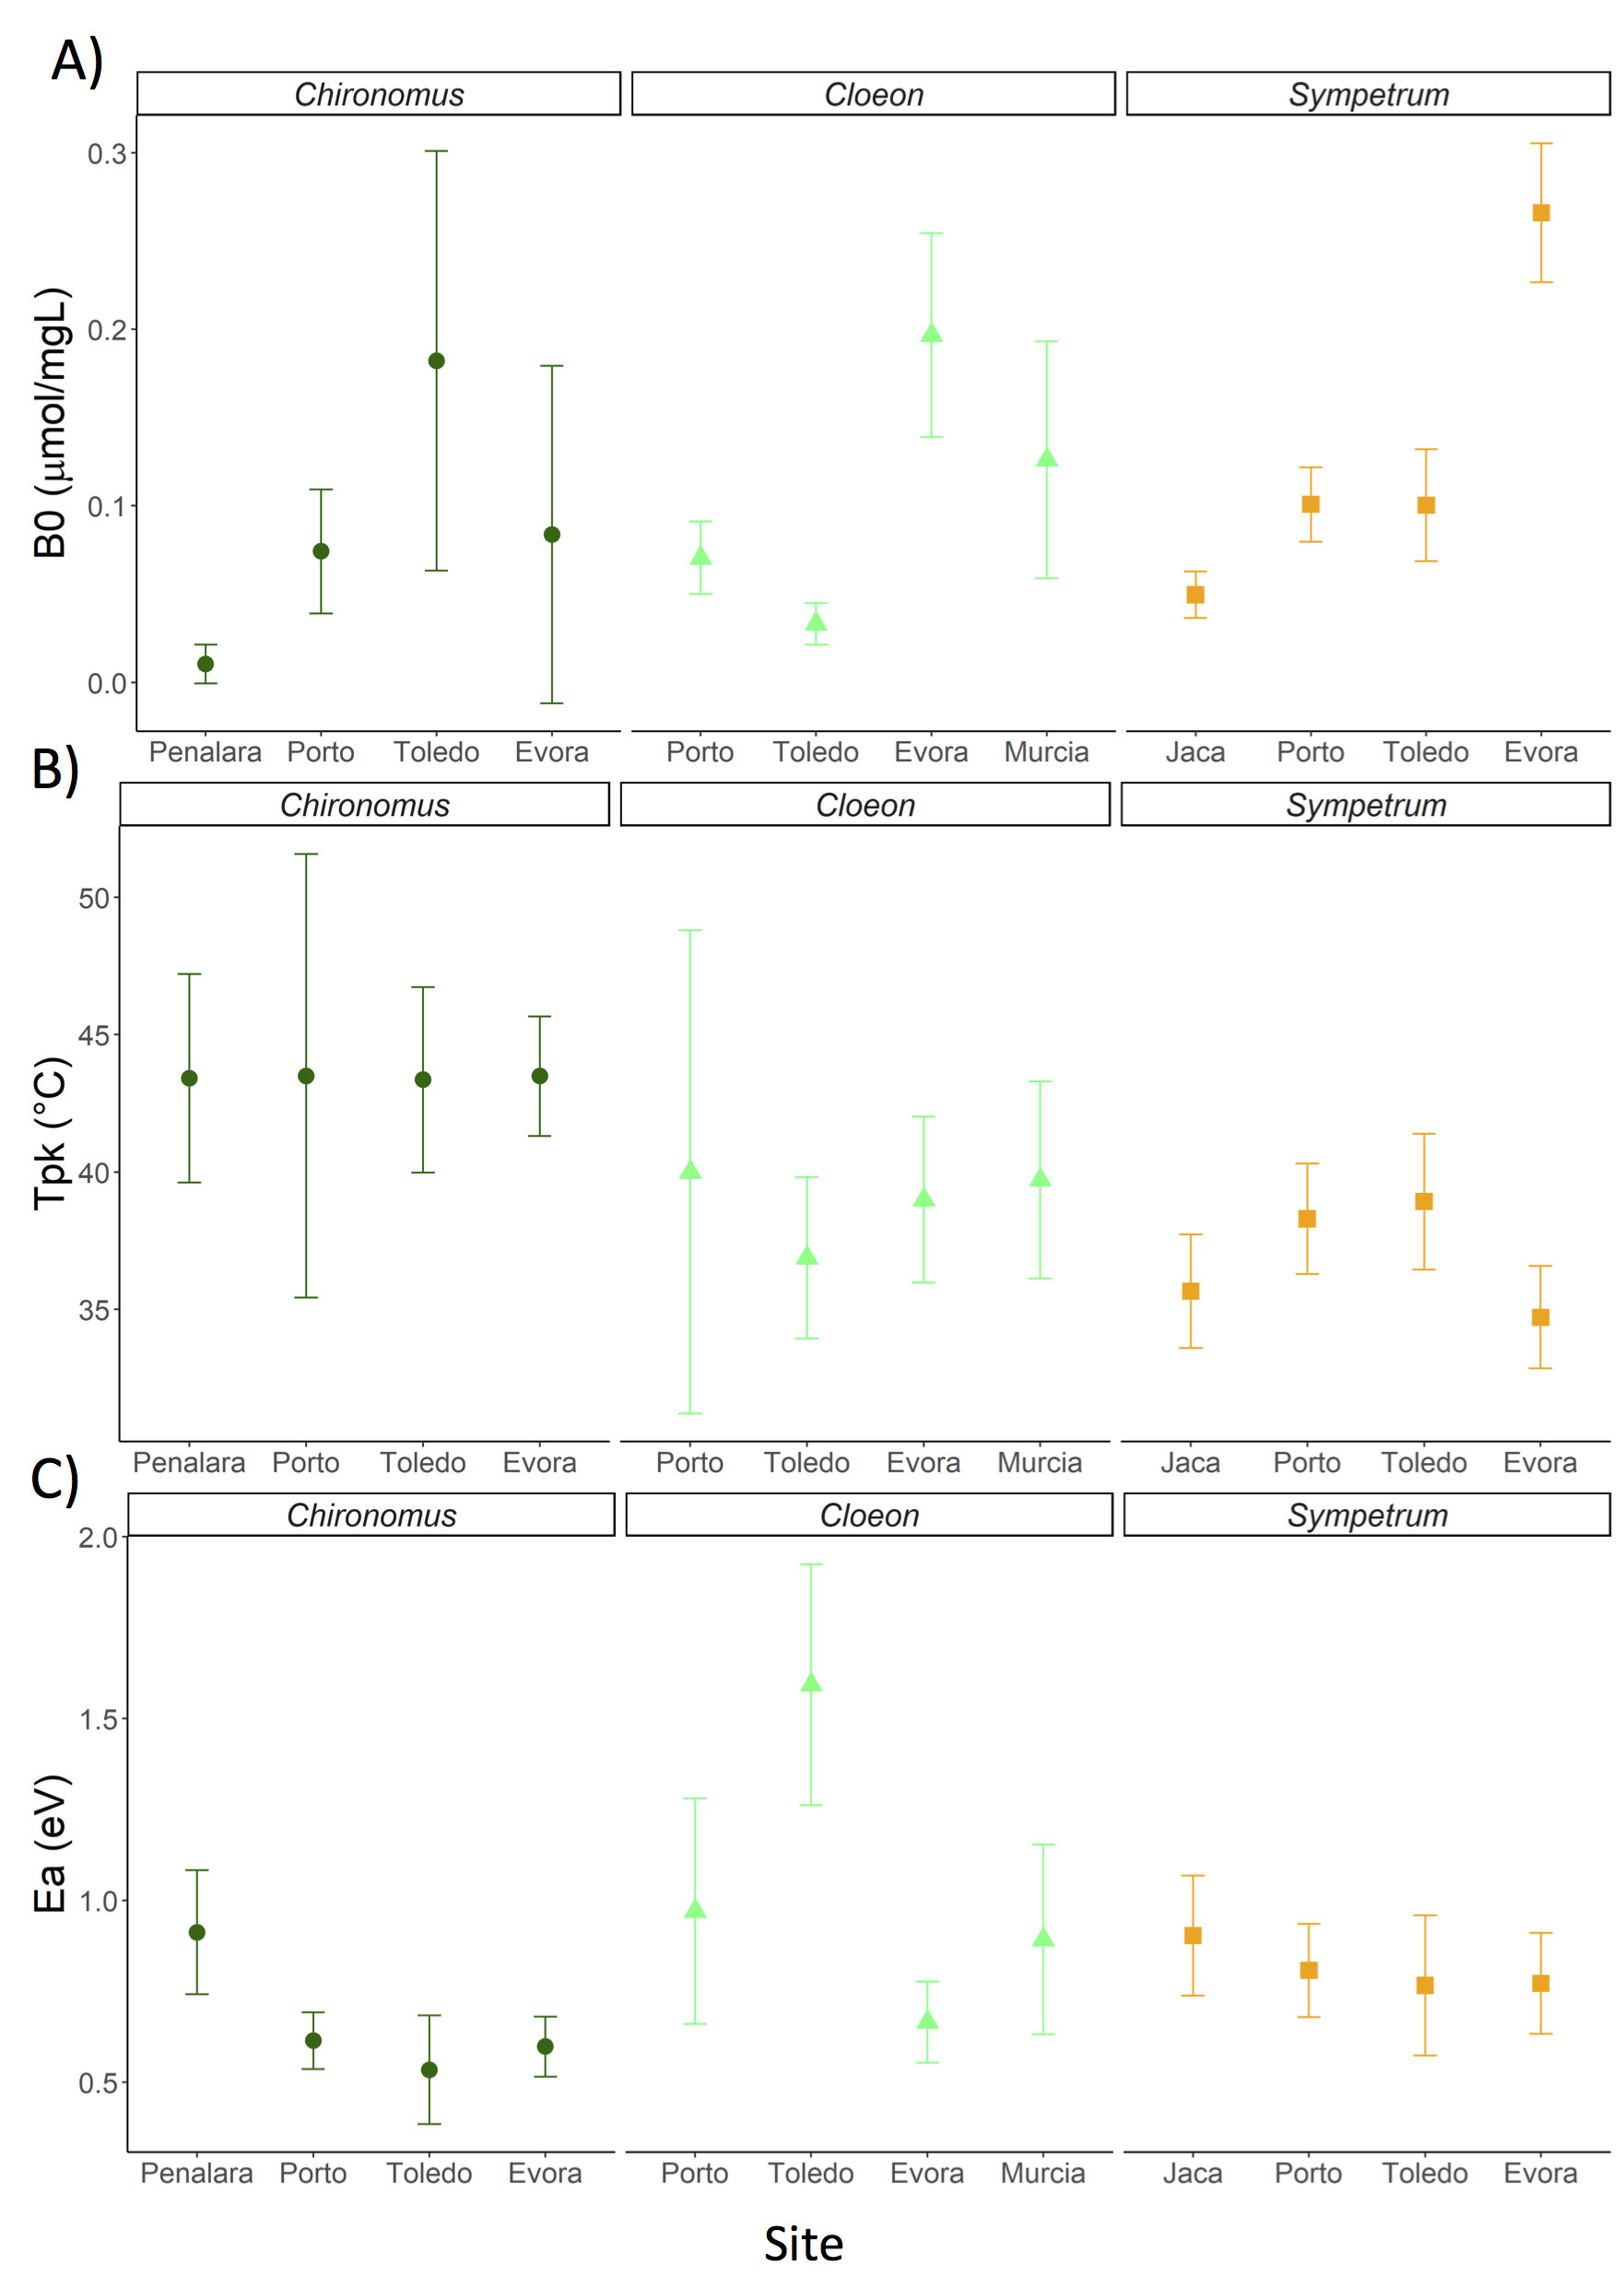 A)
Chironomus Cloeon Sympetrum
B0 (μmol/mgL)
0.3
0.2
0.1
0.0
Penalara Porto Toledo Evora Porto Toledo Evora Murcia Jaca Porto Toledo Evora
B)
Chironomus Cloeon Sympetrum
Tpk (°C)
50
45
40
35
Penalara Porto Toledo Evora Porto Toledo Evora Murcia Jaca Porto Toledo Evora
C)
Chironomus Cloeon Sympetrum
Ea (eV)
2.0
1.5
1.0
0.5
Penalara Porto Toledo Evora Porto Toledo Evora Murcia Jaca Porto Toledo Evora
Site